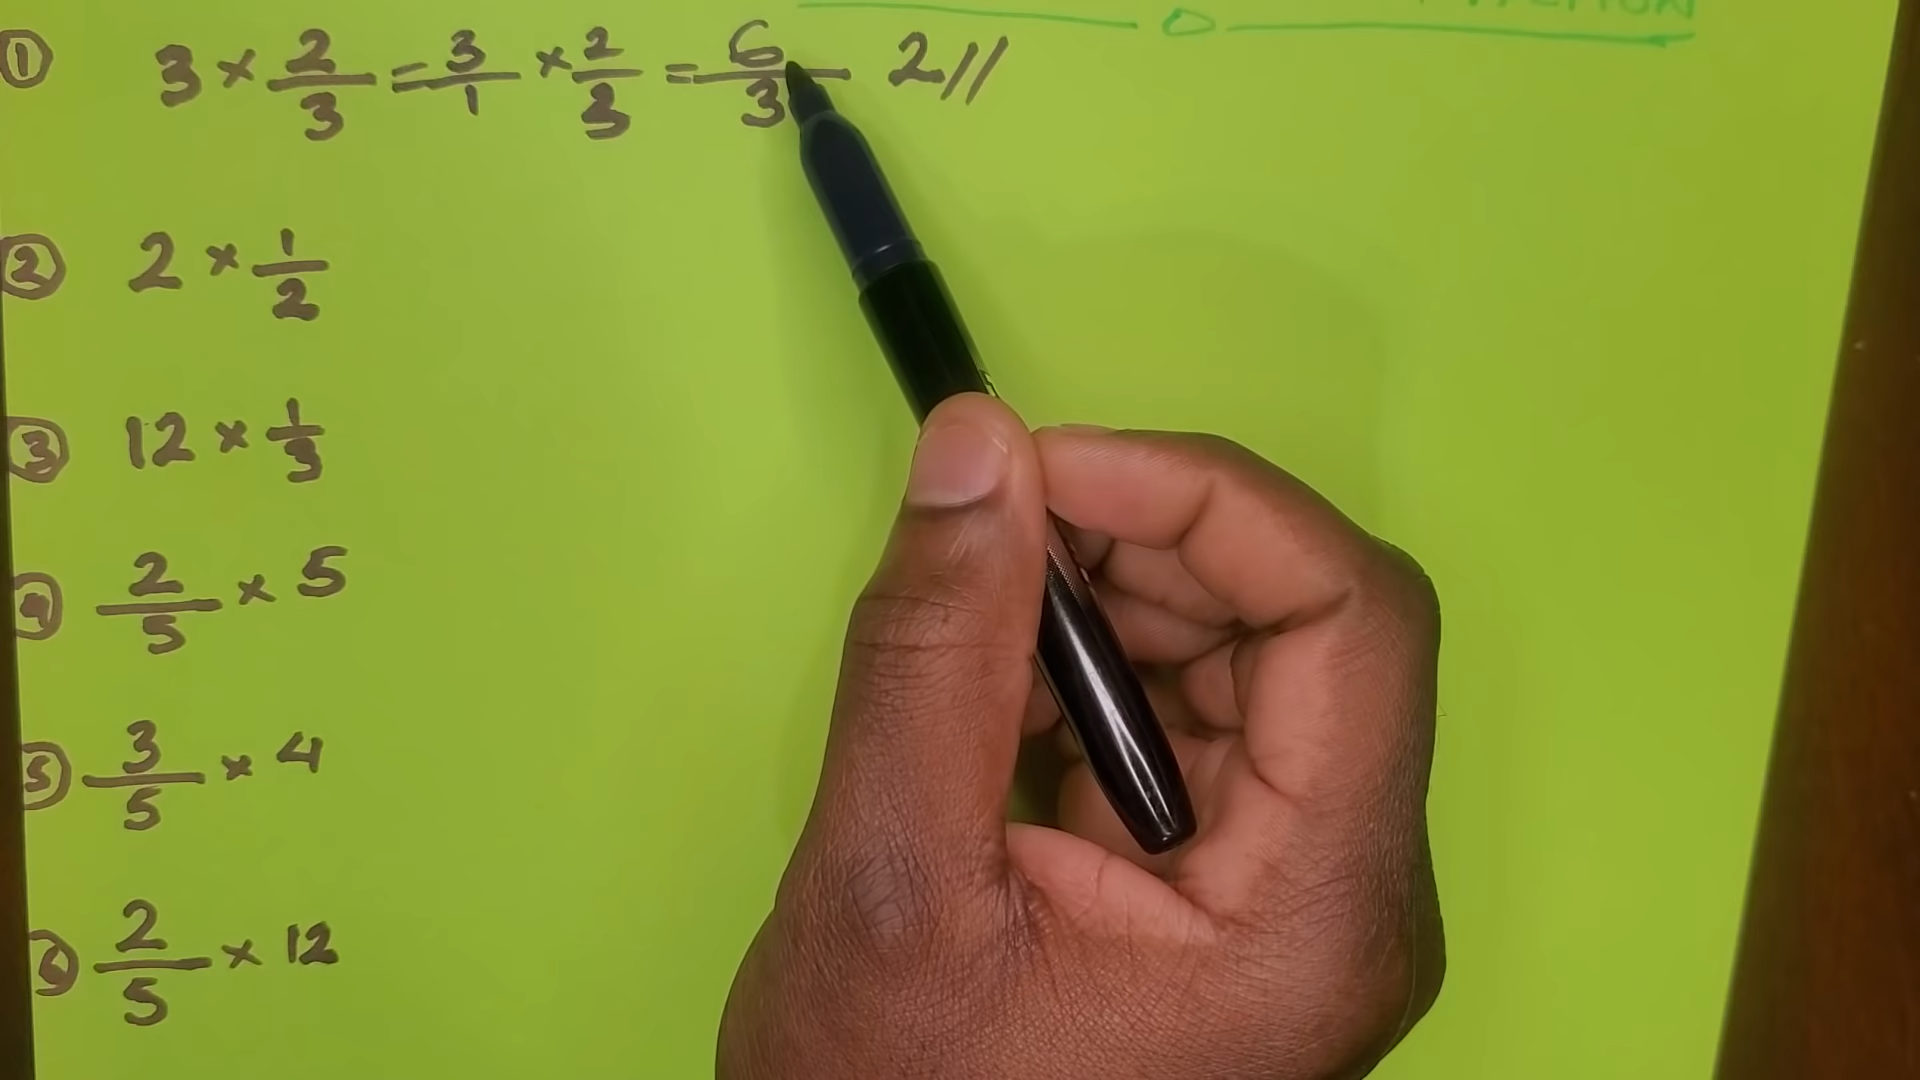 ① 3 × 2/3 = 3/1 × 2/3 = 6/3 2//
② 2 × 1/2
③ 12 × 1/3
④ 2/5 × 5
⑤ 3/5 × 4
⑥ 2/5 × 12